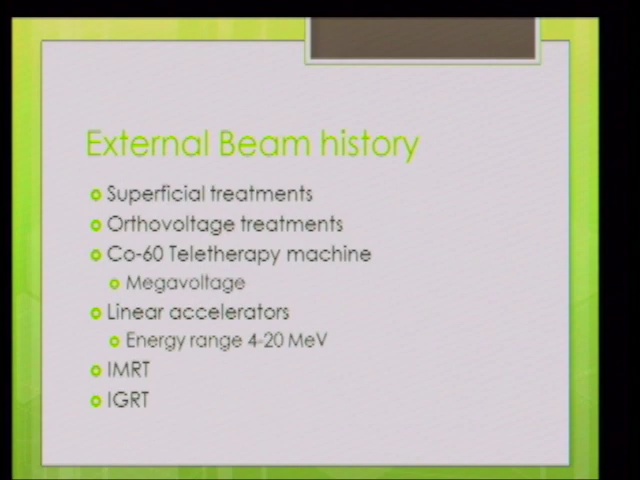 External Beam history
Superficial treatments
Orthovoltage treatments
Co-60 Teletherapy machine
Megavoltage
Linear accelerators
Energy range 4-20 MeV
IMRT
IGRT